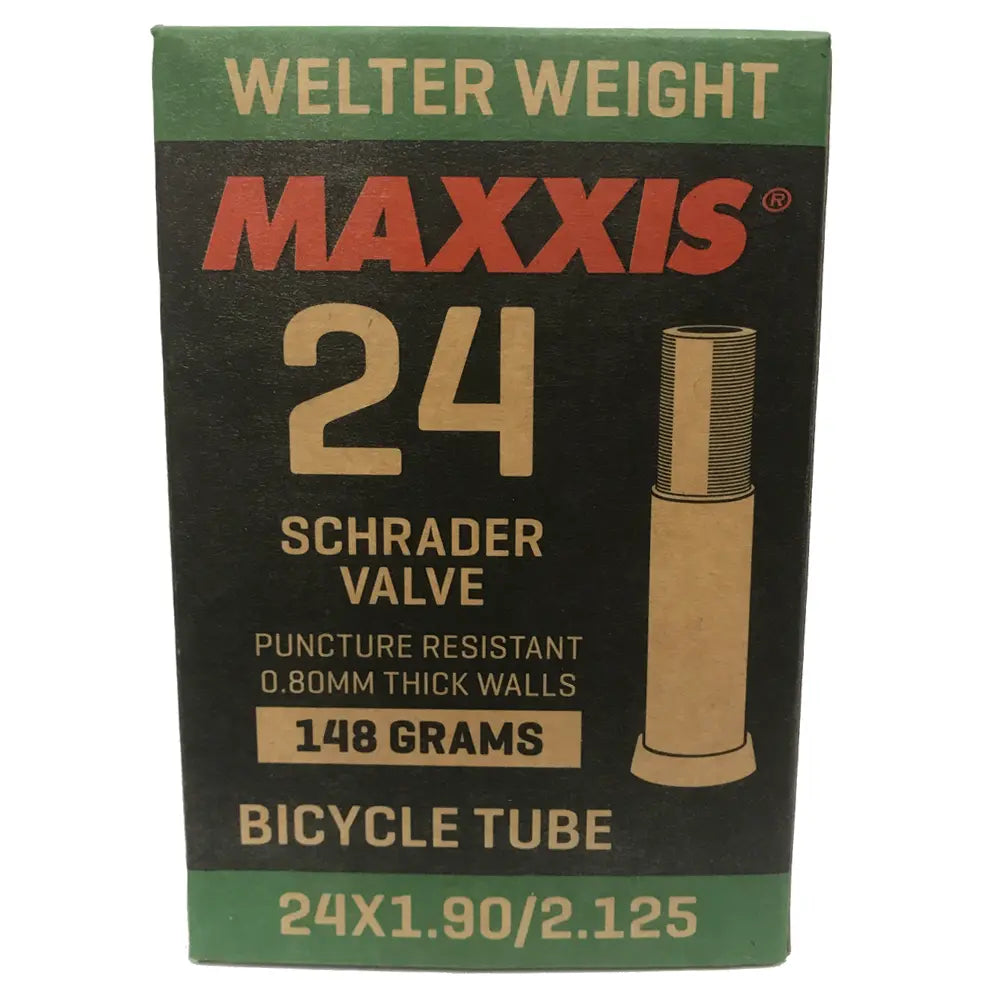 WELTER WEIGHT
MAXXIS®
24
SCHRADER
VALVE
PUNCTURE RESISTANT
0.80MM THICK WALLS
148 GRAMS
BICYCLE TUBE
24X1.90/2.125